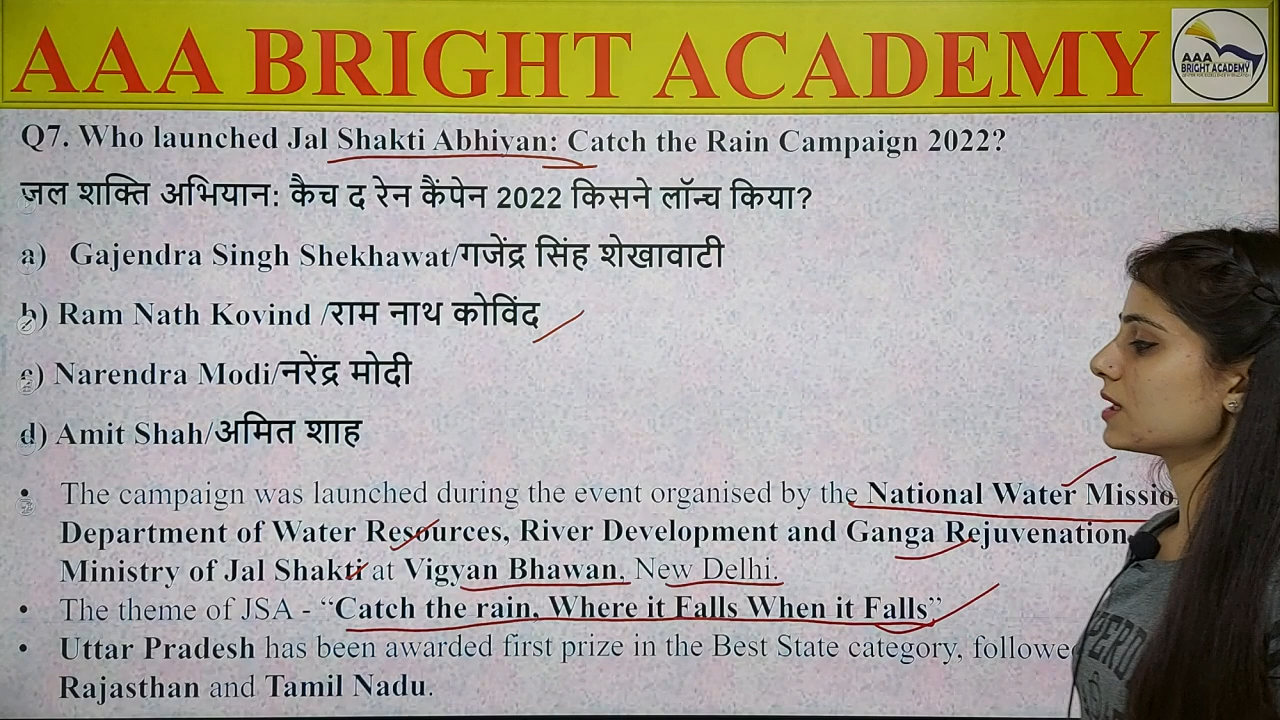 AAA BRIGHT ACADEMY
AAA
BRIGHT ACADEMY
Q7. Who launched Jal Shakti Abhiyan: Catch the Rain Campaign 2022?
जल शक्ति अभियान: कैच द रेन कैंपेन 2022 किसने लॉन्च किया?
a) Gajendra Singh Shekhawat/गजेंद्र सिंह शेखावाटी
b) Ram Nath Kovind /राम नाथ कोविंद
c) Narendra Modi/नरेंद्र मोदी
d) Amit Shah/अमित शाह
• The campaign was launched during the event organised by the National Water Missio
Department of Water Resources, River Development and Ganga Rejuvenation,
Ministry of Jal Shakti at Vigyan Bhawan, New Delhi.
• The theme of JSA - “Catch the rain, Where it Falls When it Falls”
• Uttar Pradesh has been awarded first prize in the Best State category, followe
Rajasthan and Tamil Nadu.